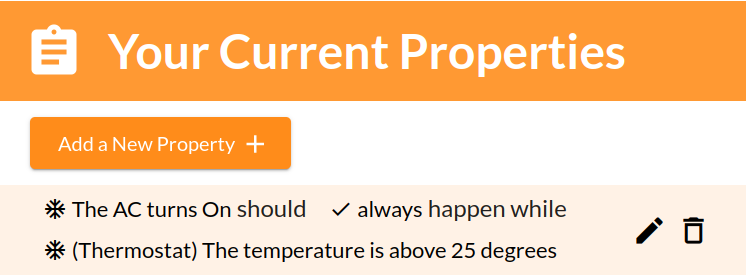 Your Current Properties
Add a New Property +
The AC turns On should ✓ always happen while
(Thermostat) The temperature is above 25 degrees